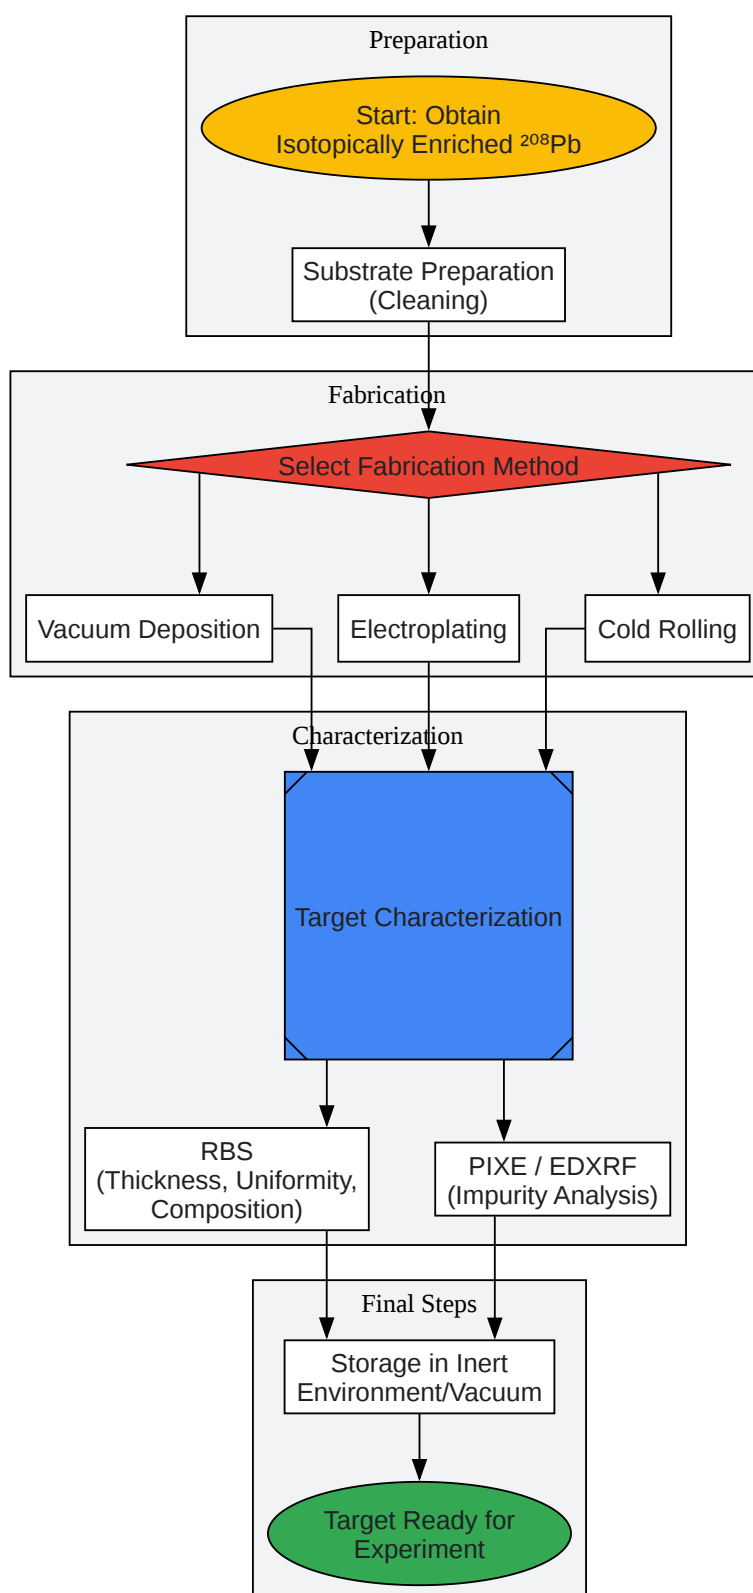 Preparation
Start: Obtain
Isotopically Enriched ²⁰⁸Pb
Substrate Preparation
(Cleaning)
Fabrication
Select Fabrication Method
Vacuum Deposition
Electroplating
Cold Rolling
Characterization
Target Characterization
RBS
(Thickness, Uniformity,
Composition)
PIXE / EDXRF
(Impurity Analysis)
Final Steps
Storage in Inert
Environment/Vacuum
Target Ready for
Experiment